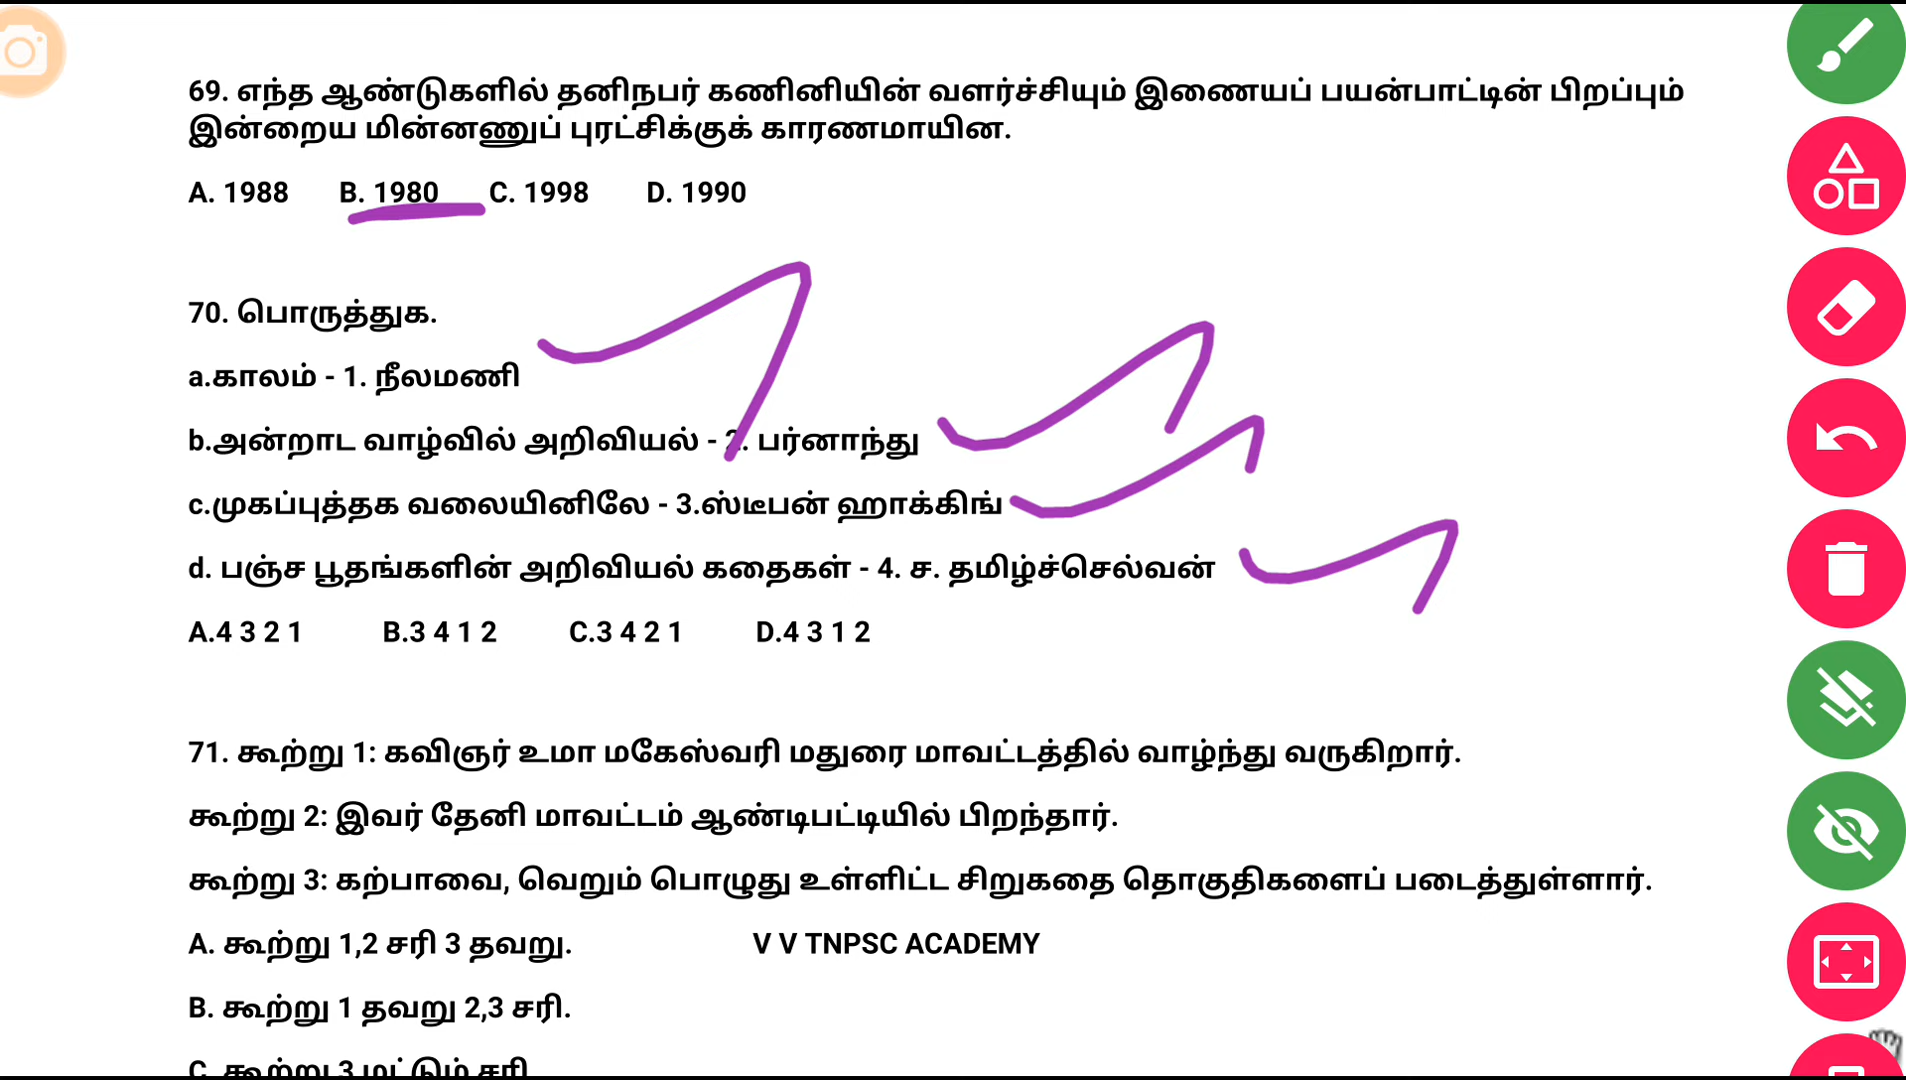 69. எந்த ஆண்டுகளில் தனிநபர் கணினியின் வளர்ச்சியும் இணையப் பயன்பாட்டின் பிறப்பும்
இன்றைய மின்னணுப் புரட்சிக்குக் காரணமாயின.
A. 1988 B. 1980 C. 1998 D. 1990
70. பொருத்துக.
a.காலம் - 1. நீலமணி
b.அன்றாட வாழ்வில் அறிவியல் - 2. பர்னாந்து
c.முகப்புத்தக வலையினிலே - 3.ஸ்டீபன் ஹாக்கிங்
d. பஞ்ச பூதங்களின் அறிவியல் கதைகள் - 4. ச. தமிழ்ச்செல்வன்
A.4 3 2 1 B.3 4 1 2 C.3 4 2 1 D.4 3 1 2
71. கூற்று 1: கவிஞர் உமா மகேஸ்வரி மதுரை மாவட்டத்தில் வாழ்ந்து வருகிறார்.
கூற்று 2: இவர் தேனி மாவட்டம் ஆண்டிபட்டியில் பிறந்தார்.
கூற்று 3: கற்பாவை, வெறும் பொழுது உள்ளிட்ட சிறுகதை தொகுதிகளைப் படைத்துள்ளார்.
A. கூற்று 1,2 சரி 3 தவறு. V V TNPSC ACADEMY
B. கூற்று 1 தவறு 2,3 சரி.
C. கூற்று 3 மட்டும் சரி